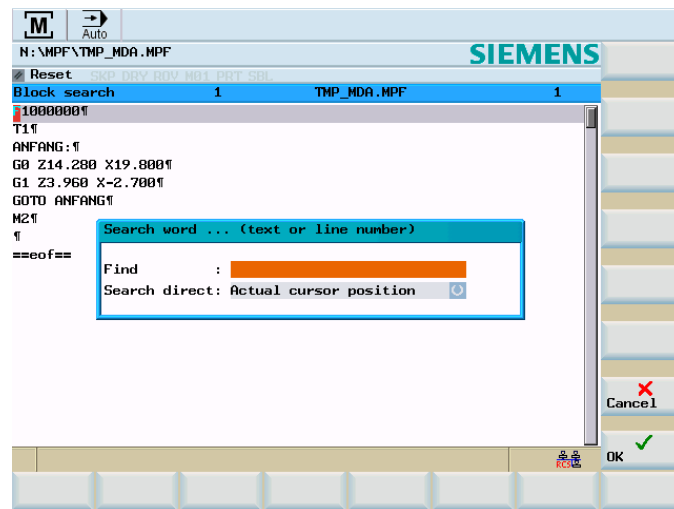 M
Auto
N:\MPF\TMP_MDA.MPF
SIEMENS
Reset SKP DRY ROV M01 PRT SBL
Block search 1 TMP_MDA.MPF 1
1000000¶
T1¶
ANFANG:¶
G0 Z14.280 X19.800¶
G1 Z3.960 X-2.700¶
GOTO ANFANG¶
M2¶
¶
==eof==
Search word ... (text or line number)
Find :
Search direct: Actual cursor position
Cancel
OK
RCS